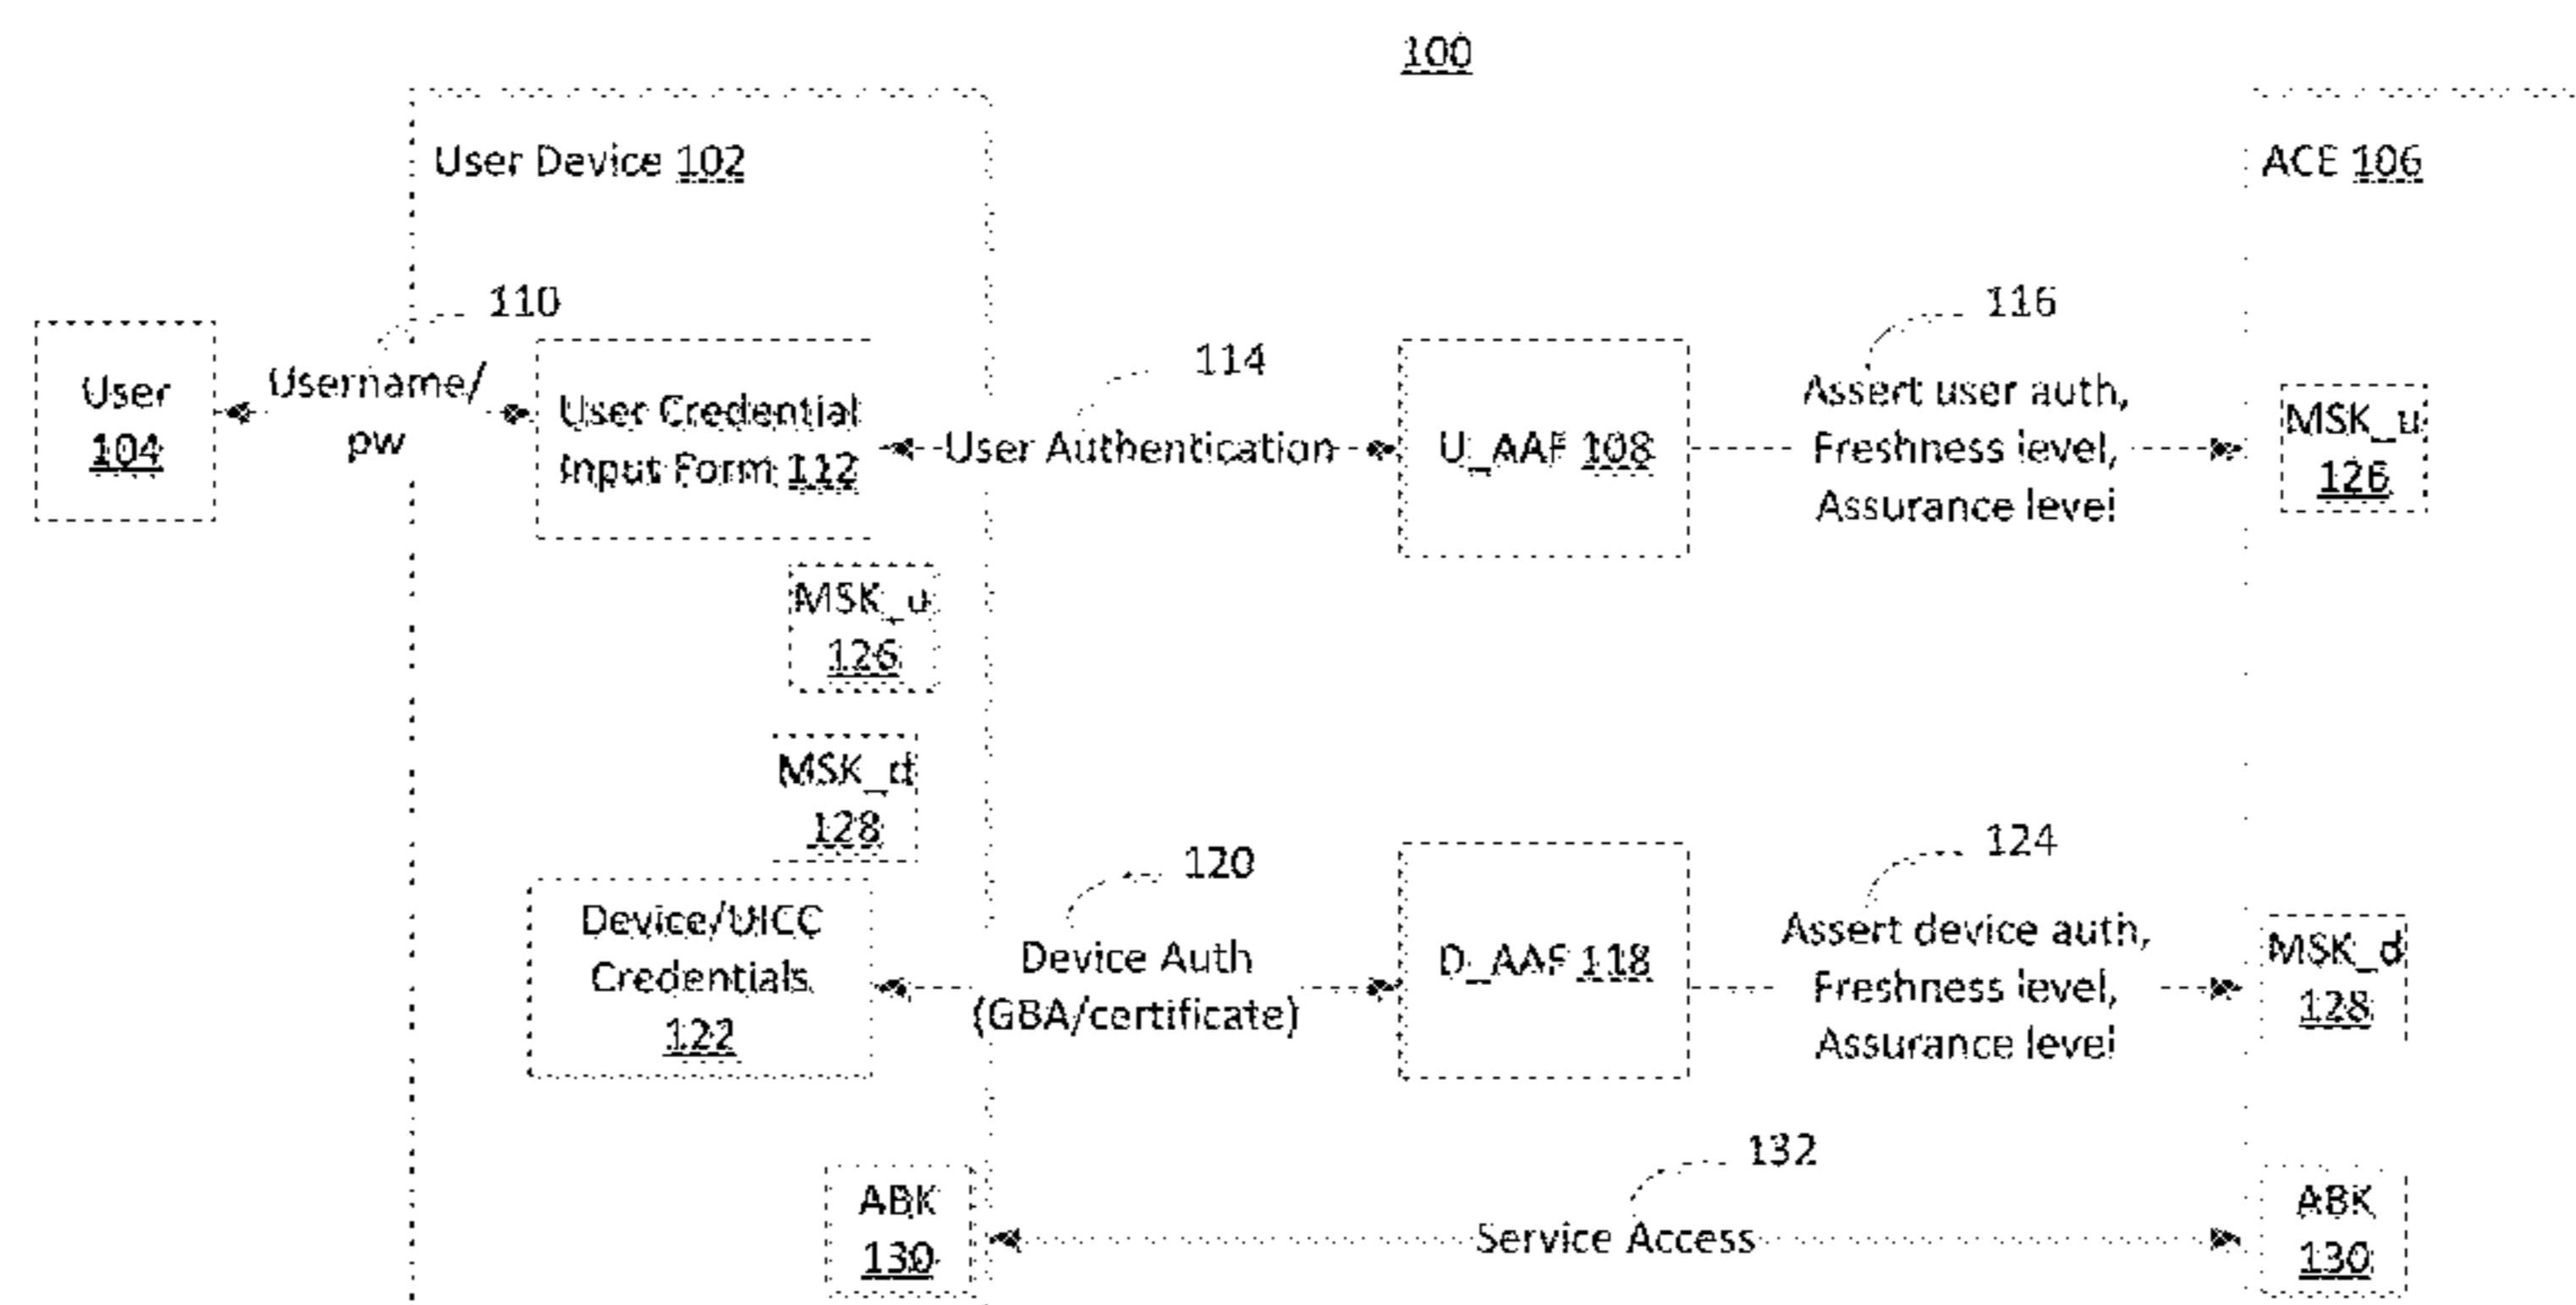 100
User Device 102
ACE 106
110
User
104
Username/
pw
User Credential
Input Form 112
114
User Authentication
U_AAF 108
116
Assert user auth,
Freshness level,
Assurance level
MSK_u
126
MSK_u
126
MSK_d
128
Device/UICC
Credentials
122
120
Device Auth
(GBA/certificate)
D_AAF 118
124
Assert device auth,
Freshness level,
Assurance level
MSK_d
128
ABK
130
132
Service Access
ABK
130